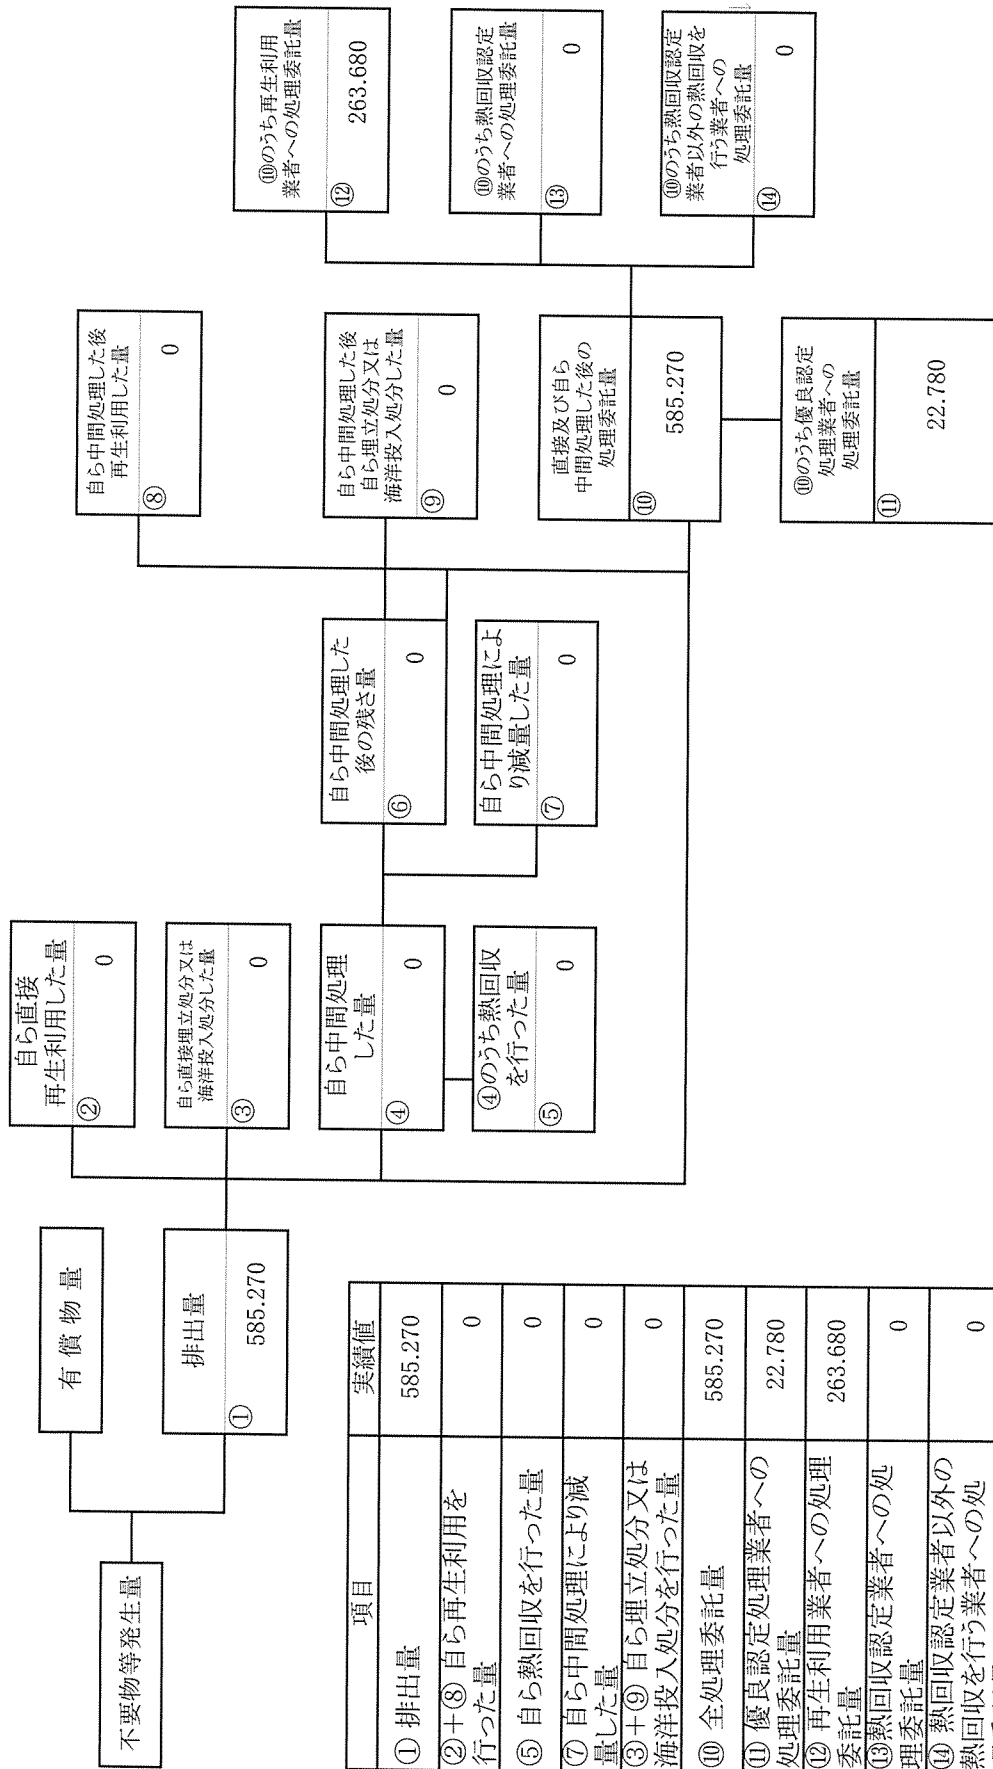 不要物等発生量
有 償 物 量
排出量
①
585.270
自ら直接
再生利用した量
②
0
自ら直接埋立処分又は
海洋投入処分した量
③
0
自ら中間処理
した量
④
0
④のうち熱回収
を行った量
⑤
0
自ら中間処理した
後の残さ量
⑥
0
自ら中間処理によ
り減量した量
⑦
0
自ら中間処理した後
再生利用した量
⑧
0
自ら中間処理した後
自ら埋立処分又は
海洋投入処分した量
⑨
0
直接及び自ら
中間処理した後の
処理委託量
⑩
585.270
⑩のうち優良認定
処理業者への
処理委託量
⑪
22.780
⑩のうち再生利用
業者への処理委託量
⑫
263.680
⑩のうち熱回収認定
業者への処理委託量
⑬
0
⑩のうち熱回収認定
業者以外の熱回収を
行う業者への
処理委託量
⑭
0
項目 実績値
① 排出量 585.270
②+⑧ 自ら再生利用を
行った量 0
⑤ 自ら熱回収を行った量 0
⑦ 自ら中間処理により減
量した量 0
③+⑨ 自ら埋立処分又は
海洋投入処分を行った量 0
⑩ 全処理委託量 585.270
⑪ 優良認定処理業者への
処理委託量 22.780
⑫ 再生利用業者への処理
委託量 263.680
⑬熱回収認定業者への処
理委託量 0
⑭ 熱回収認定業者以外の
熱回収を行う業者への処 0